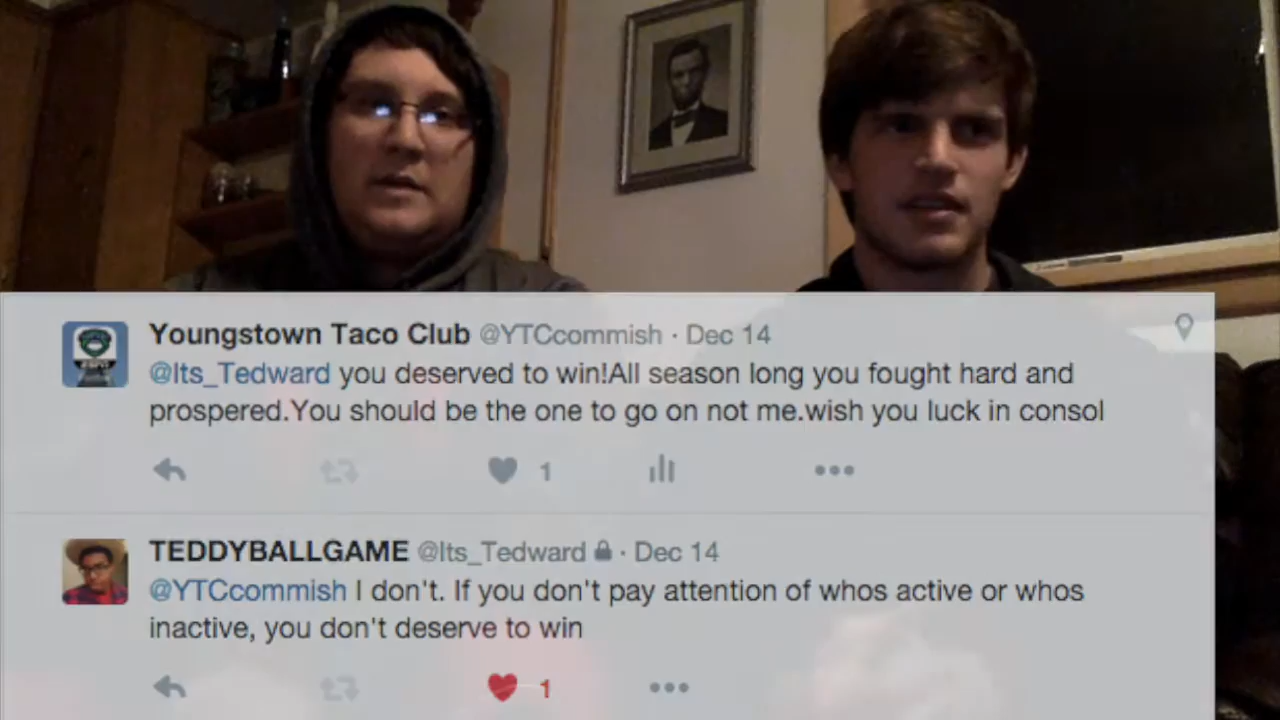 Youngstown Taco Club @YTCcommish · Dec 14
@Its_Tedward you deserved to win!All season long you fought hard and
prospered.You should be the one to go on not me.wish you luck in consol
1
TEDDYBALLGAME @Its_Tedward · Dec 14
@YTCcommish I don't. If you don't pay attention of whos active or whos
inactive, you don't deserve to win
1